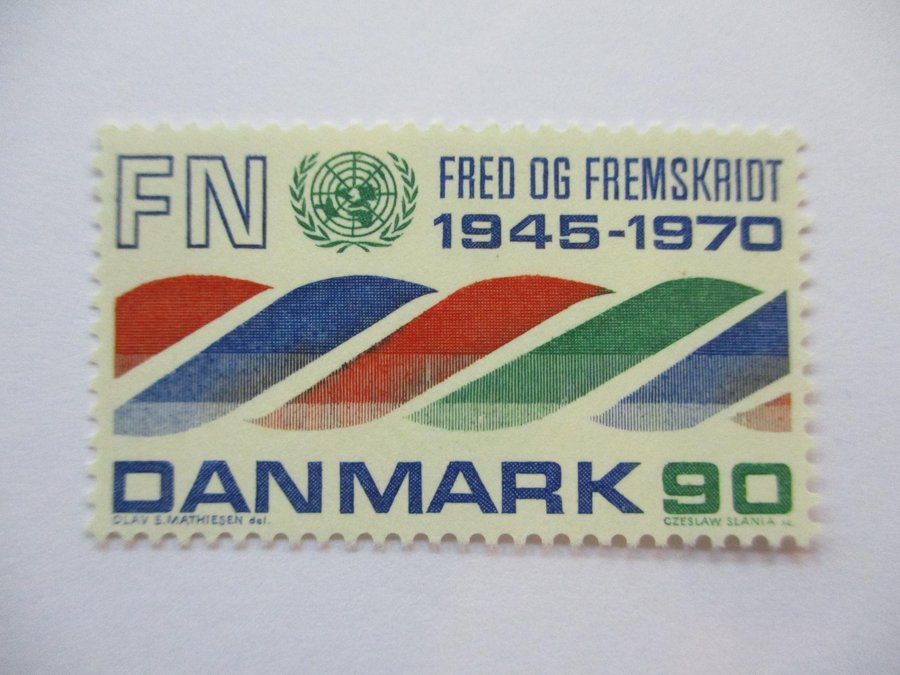 FN
FRED OG FREMSKRIDT
1945-1970
DANMARK 90
OLAV S. MATHIESEN del.
CZESLAW SLANIA sc.